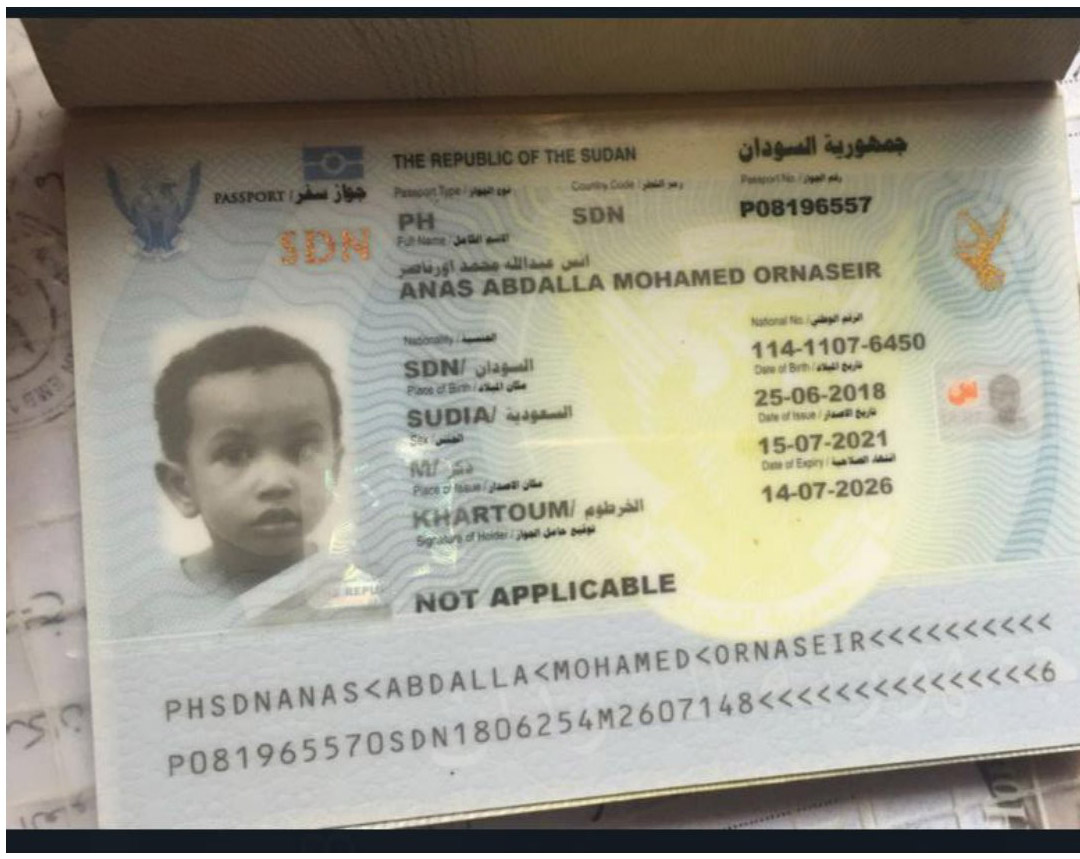 THE REPUBLIC OF THE SUDAN جمهورية السودان
PASSPORT / جواز سفر
Passport Type / نوع الجواز Country Code / رمز القطر Passport No. / رقم الجواز
PH SDN P08196557
SDN
Full Name / الاسم الكامل
انس عبدالله محمد اورناصر
ANAS ABDALLA MOHAMED ORNASEIR
Nationality / الجنسية National No. / الرقم الوطني
SDN/ السودان 114-1107-6450
Place of Birth / مكان الميلاد Date of Birth / تاريخ الميلاد
SUDIA/ السعودية 25-06-2018
Sex / الجنس Date of Issue / تاريخ الاصدار
M/ ذكر 15-07-2021
Place of Issue / مكان الاصدار Date of Expiry / انتهاء الصلاحية
KHARTOUM/ الخرطوم 14-07-2026
Signature of Holder / توقيع حامل الجواز
NOT APPLICABLE
PHSDNANAS<ABDALLA<MOHAMED<ORNASEIR<<<<<<<<<<
P081965570SDN1806254M2607148<<<<<<<<<<<<<<<6